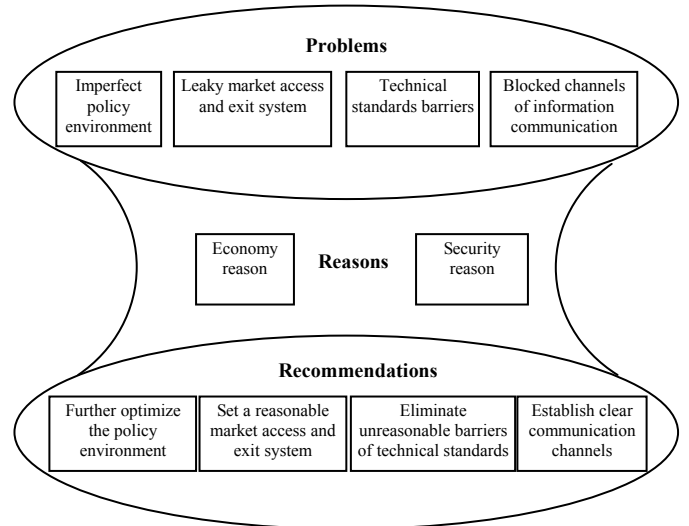 Problems
Imperfect
policy
environment
Leaky market access
and exit system
Technical
standards barriers
Blocked channels
of information
communication
Economy
reason
Reasons
Security
reason
Recommendations
Further optimize
the policy
environment
Set a reasonable
market access and
exit system
Eliminate
unreasonable barriers
of technical standards
Establish clear
communication
channels